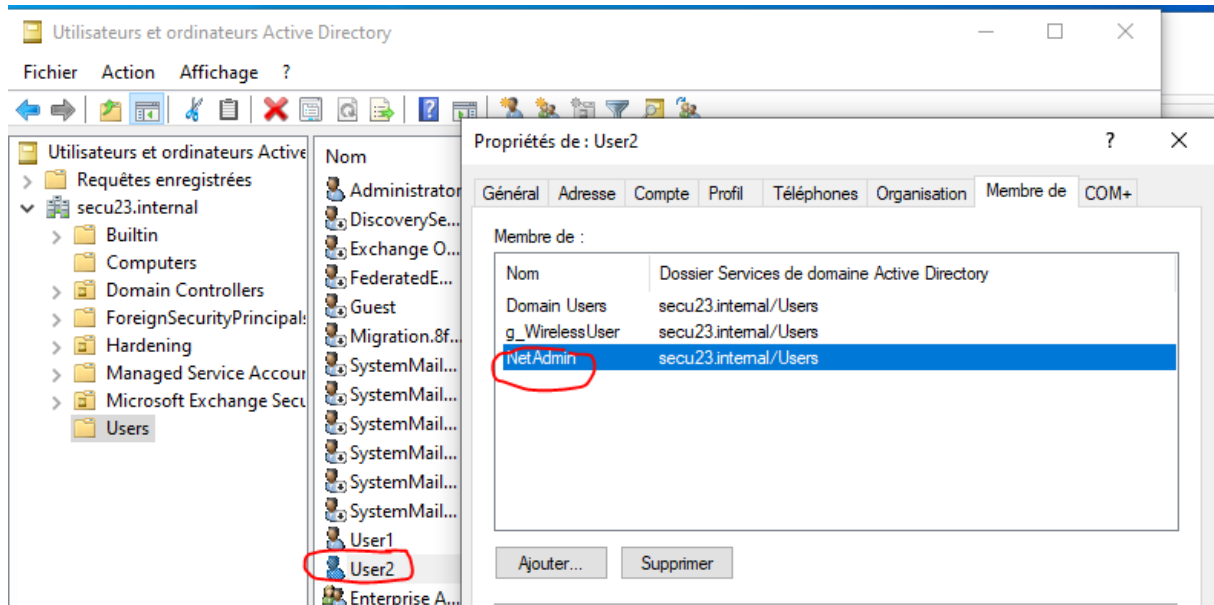 Utilisateurs et ordinateurs Active Directory
Fichier Action Affichage ?
Utilisateurs et ordinateurs Active
Requêtes enregistrées
secu23.internal
Builtin
Computers
Domain Controllers
ForeignSecurityPrincipals
Hardening
Managed Service Accour
Microsoft Exchange Secu
Users
Nom
Administrator
DiscoverySe...
Exchange O...
FederatedE...
Guest
Migration.8f...
SystemMail...
SystemMail...
SystemMail...
SystemMail...
SystemMail...
SystemMail...
User1
User2
Enterprise A...
Propriétés de : User2 ?
Général Adresse Compte Profil Téléphones Organisation Membre de COM+
Membre de :
Nom Dossier Services de domaine Active Directory
Domain Users secu23.internal/Users
g_WirelessUser secu23.internal/Users
NetAdmin secu23.internal/Users
Ajouter... Supprimer